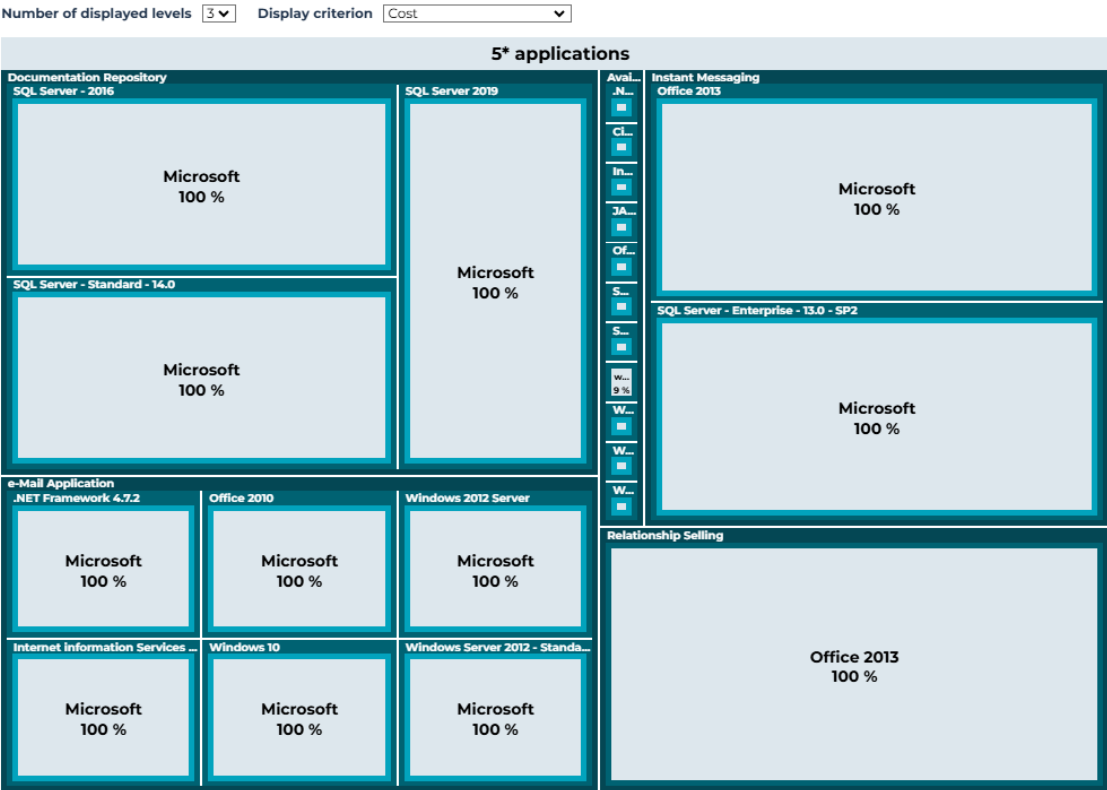 Number of displayed levels 3 Display criterion Cost
5* applications
Documentation Repository
SQL Server - 2016
Microsoft
100 %
SQL Server - Standard - 14.0
Microsoft
100 %
SQL Server 2019
Microsoft
100 %
e-Mail Application
.NET Framework 4.7.2
Microsoft
100 %
Office 2010
Microsoft
100 %
Windows 2012 Server
Microsoft
100 %
Internet information Services ...
Microsoft
100 %
Windows 10
Microsoft
100 %
Windows Server 2012 - Standa...
Microsoft
100 %
Avai...
.N...
Ci...
In...
JA...
Of...
S...
S...
w...
9 %
W...
W...
W...
Instant Messaging
Office 2013
Microsoft
100 %
SQL Server - Enterprise - 13.0 - SP2
Microsoft
100 %
Relationship Selling
Office 2013
100 %